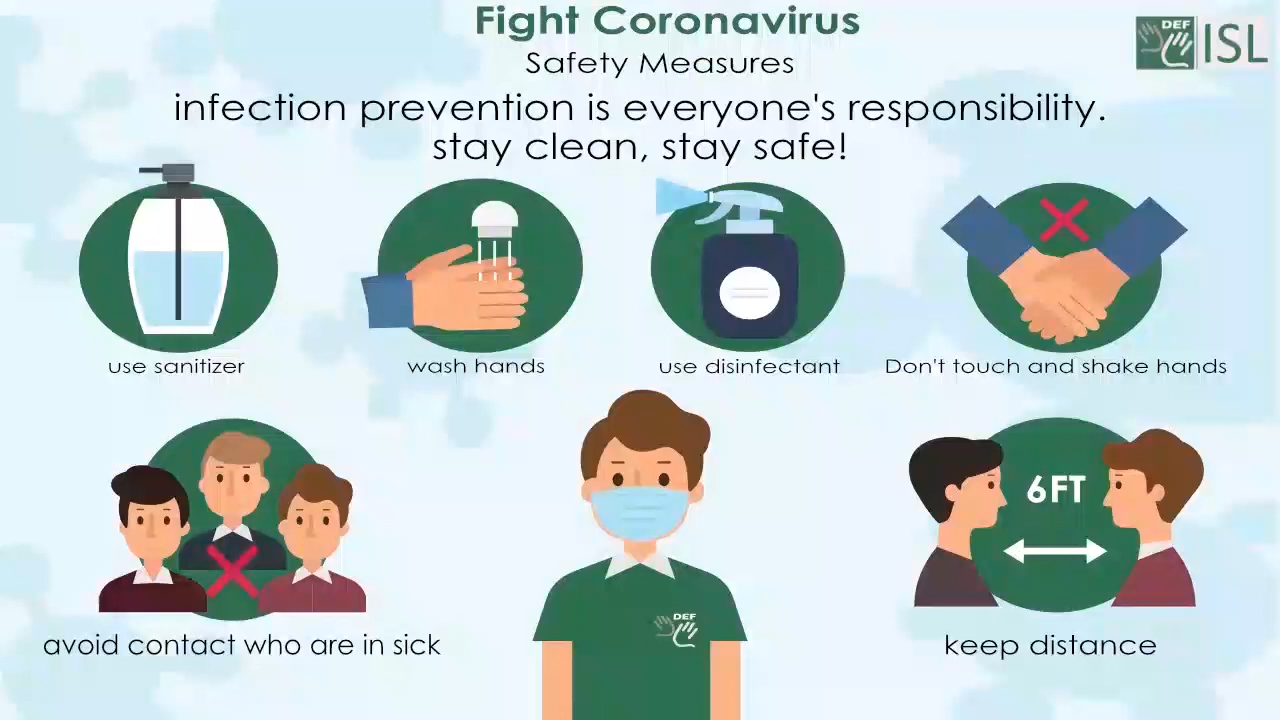 Fight Coronavirus
DEF
ISL
Safety Measures
infection prevention is everyone's responsibility.
stay clean, stay safe!
use sanitizer
wash hands
use disinfectant
Don't touch and shake hands
6FT
DEF
avoid contact who are in sick
keep distance